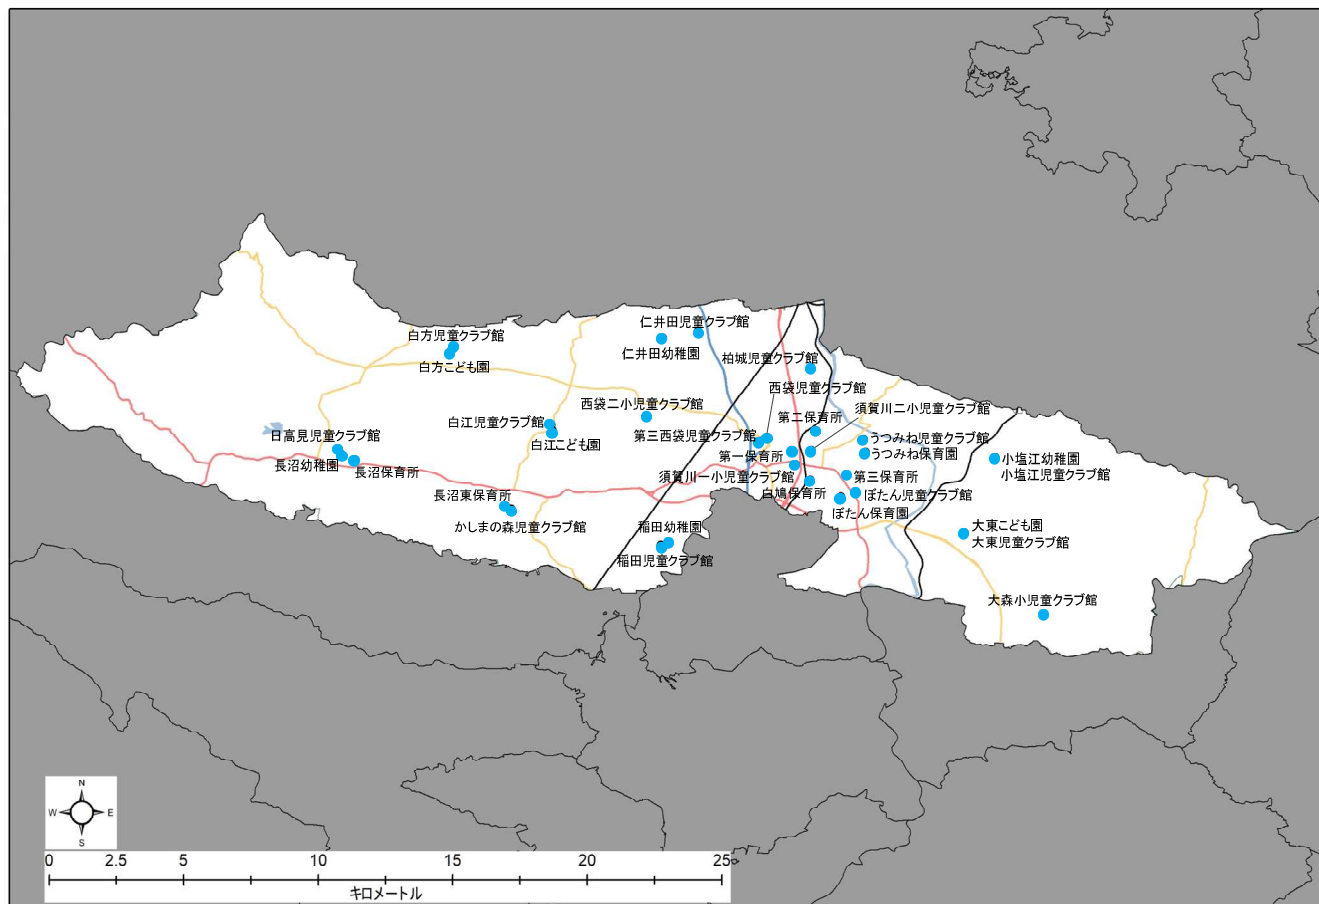 仁井田児童クラブ館
白方児童クラブ館
仁井田幼稚園
柏城児童クラブ館
白方こども園
西袋児童クラブ館
西袋二小児童クラブ館
須賀川二小児童クラブ館
第二保育所
白江児童クラブ館
第三西袋児童クラブ館
日高見児童クラブ館
うつみね児童クラブ館
白江こども園
うつみね保育園
第一保育所
小塩江幼稚園
長沼幼稚園
長沼保育所
小塩江児童クラブ館
須賀川一小児童クラブ館
第三保育所
長沼東保育所
白鳩保育所
ぼたん児童クラブ館
ぼたん保育園
かしまの森児童クラブ館
稲田幼稚園
大東こども園
大東児童クラブ館
稲田児童クラブ館
大森小児童クラブ館
N
W E
S
0 2.5 5 10 15 20 25
キロメートル